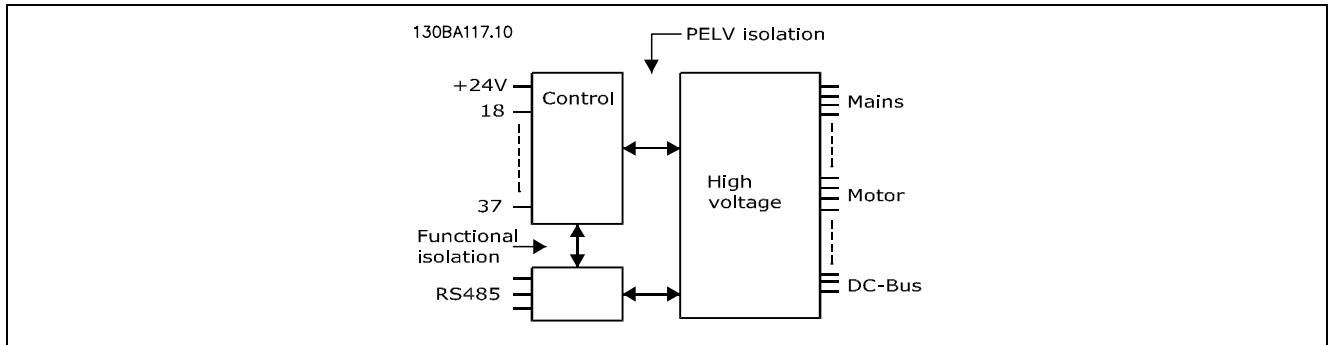 130BA117.10
PELV isolation
+24V
Control
18
Mains
High
voltage
Motor
37
Functional
isolation
RS485
DC-Bus